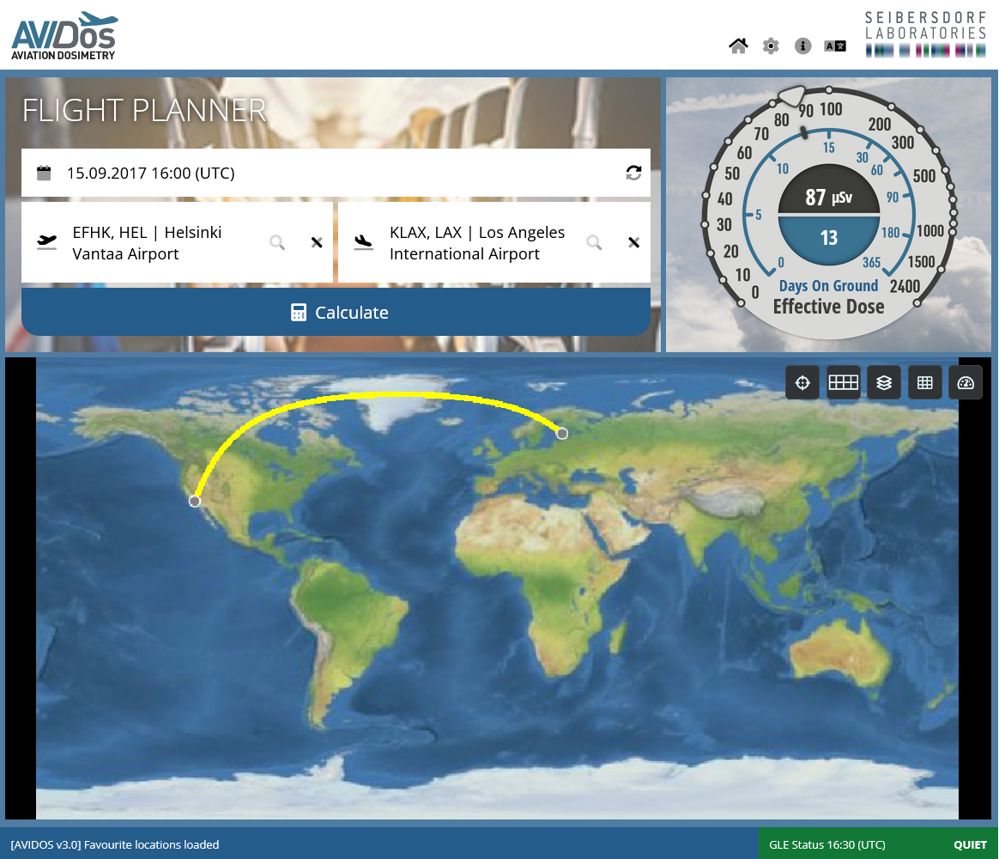 AVIDos
AVIATION DOSIMETRY
SEIBERSDORF
LABORATORIES
FLIGHT PLANNER
15.09.2017 16:00 (UTC)
EFHK, HEL | Helsinki
Vantaa Airport
KLAX, LAX | Los Angeles
International Airport
Calculate
0
10
20
30
40
50
60
70
80
90
100
200
300
500
1000
1500
2400
0
5
10
15
30
60
90
180
365
87 µSv
13
Days On Ground
Effective Dose
[AVIDOS v3.0] Favourite locations loaded
GLE Status 16:30 (UTC)
QUIET